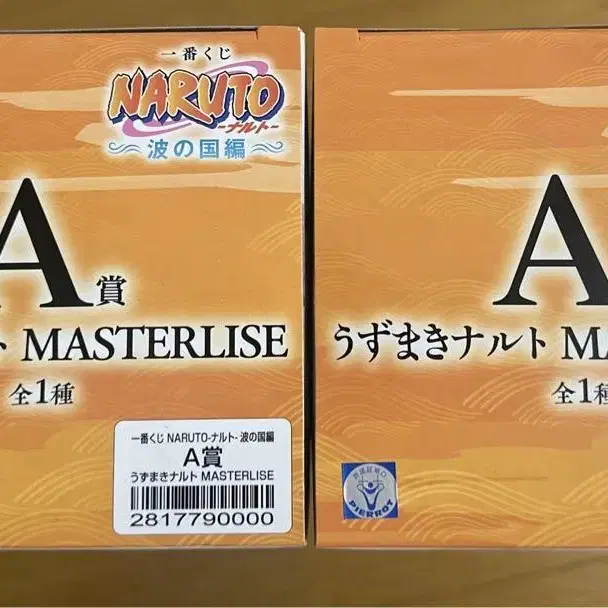 一番くじ
NARUTO
-ナルト-
~波の国編~
A賞
ト MASTERLISE
全1種
一番くじ NARUTO-ナルト- 波の国編
A賞
うずまきナルト MASTERLISE
2817790000
A
うずまきナルト MA
全1種
PIERROT